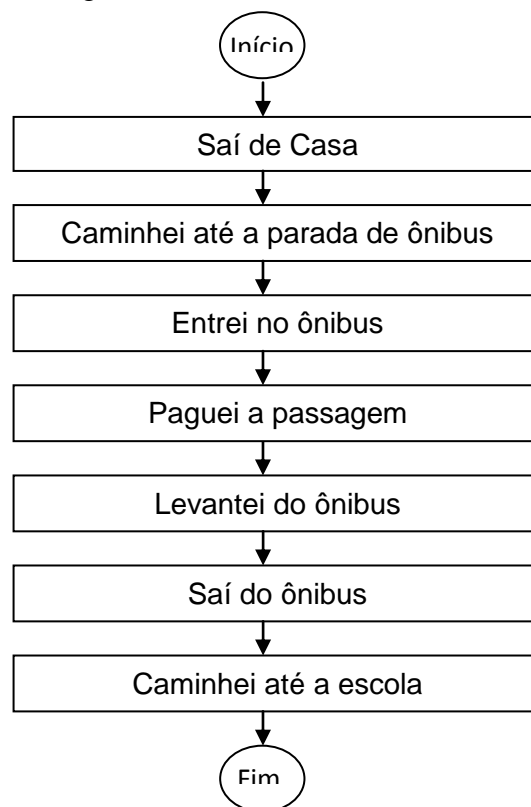 Início
Saí de Casa
Caminhei até a parada de ônibus
Entrei no ônibus
Paguei a passagem
Levantei do ônibus
Saí do ônibus
Caminhei até a escola
Fim